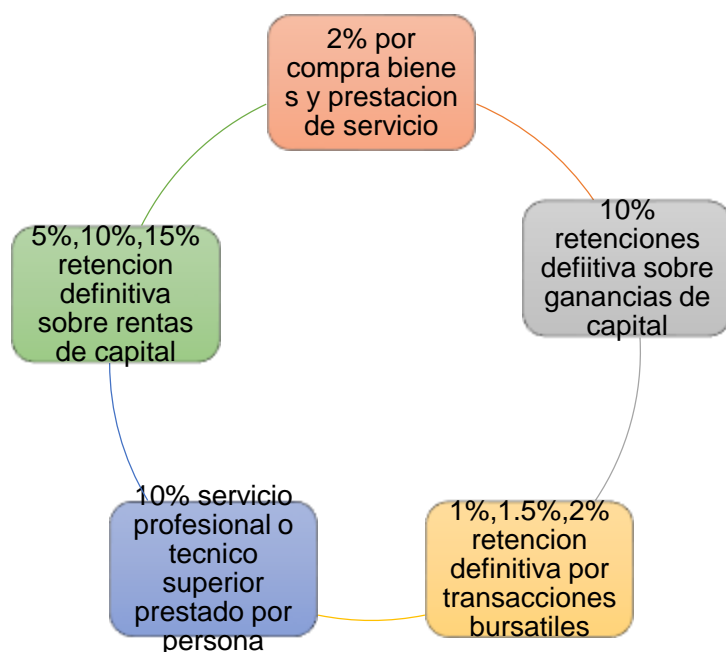 2% por
compra biene
s y prestacion
de servicio
10%
retenciones
defiitiva sobre
ganancias de
capital
1%,1.5%,2%
retencion
definitiva por
transacciones
bursatiles
10% servicio
profesional o
tecnico
superior
prestado por
persona
5%,10%,15%
retencion
definitiva
sobre rentas
de capital